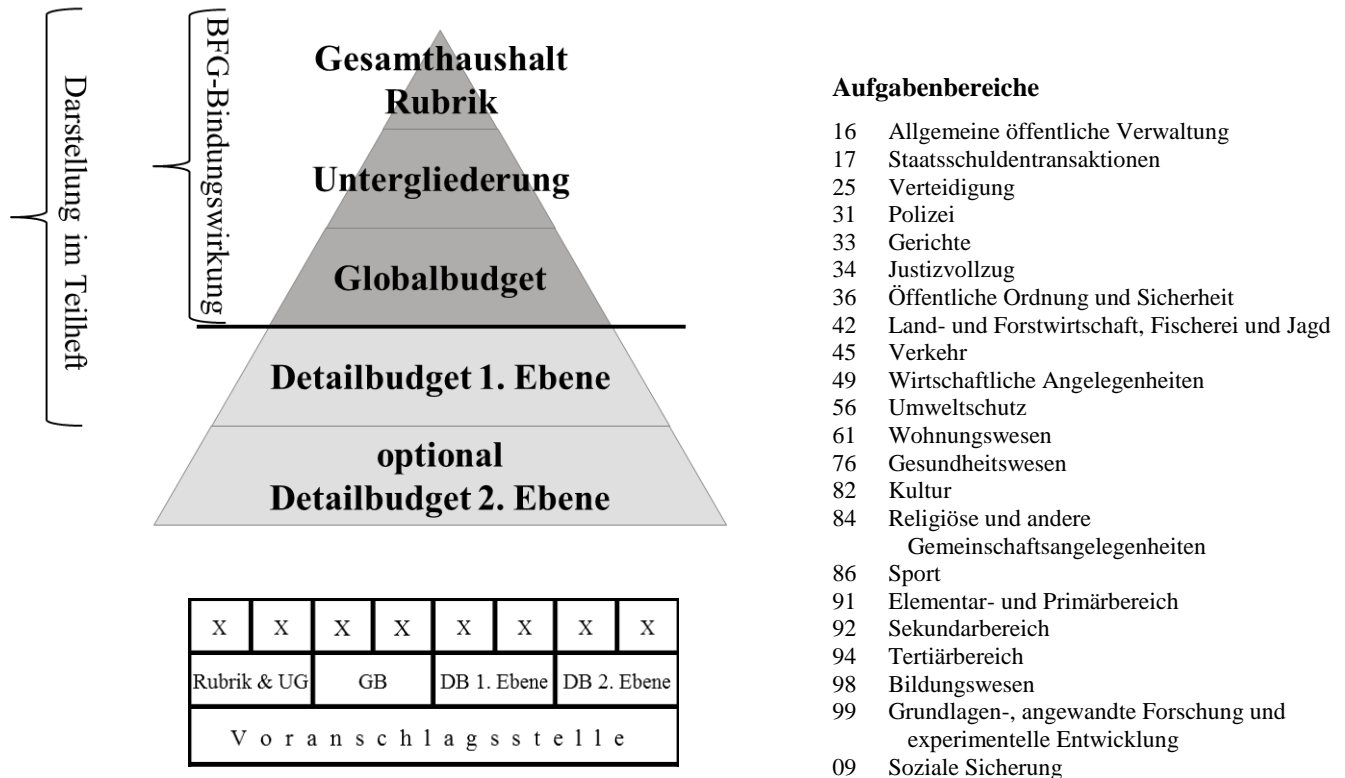 Darstellung im Teilheft
BFG-Bindungswirkung
Gesamthaushalt
Rubrik
Untergliederung
Globalbudget
Detailbudget 1. Ebene
optional
Detailbudget 2. Ebene
X X X X X X X X
Rubrik & UG GB DB 1. Ebene DB 2. Ebene
V o r a n s c h l a g s s t e l l e
Aufgabenbereiche
16 Allgemeine öffentliche Verwaltung
17 Staatsschuldentransaktionen
25 Verteidigung
31 Polizei
33 Gerichte
34 Justizvollzug
36 Öffentliche Ordnung und Sicherheit
42 Land- und Forstwirtschaft, Fischerei und Jagd
45 Verkehr
49 Wirtschaftliche Angelegenheiten
56 Umweltschutz
61 Wohnungswesen
76 Gesundheitswesen
82 Kultur
84 Religiöse und andere
Gemeinschaftsangelegenheiten
86 Sport
91 Elementar- und Primärbereich
92 Sekundarbereich
94 Tertiärbereich
98 Bildungswesen
99 Grundlagen-, angewandte Forschung und
experimentelle Entwicklung
09 Soziale Sicherung